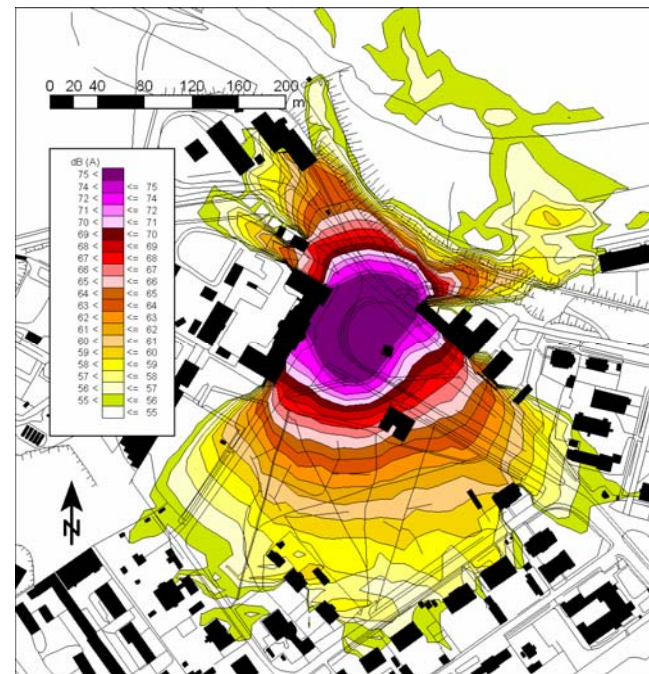 0 20 40 80 120 160 200
m
dB (A)
75 <
74 < <= 75
72 < <= 74
71 < <= 72
70 < <= 71
69 < <= 70
68 < <= 69
67 < <= 68
66 < <= 67
65 < <= 66
64 < <= 65
63 < <= 64
62 < <= 63
61 < <= 62
60 < <= 61
59 < <= 60
58 < <= 59
57 < <= 58
56 < <= 57
55 < <= 56
<= 55
N